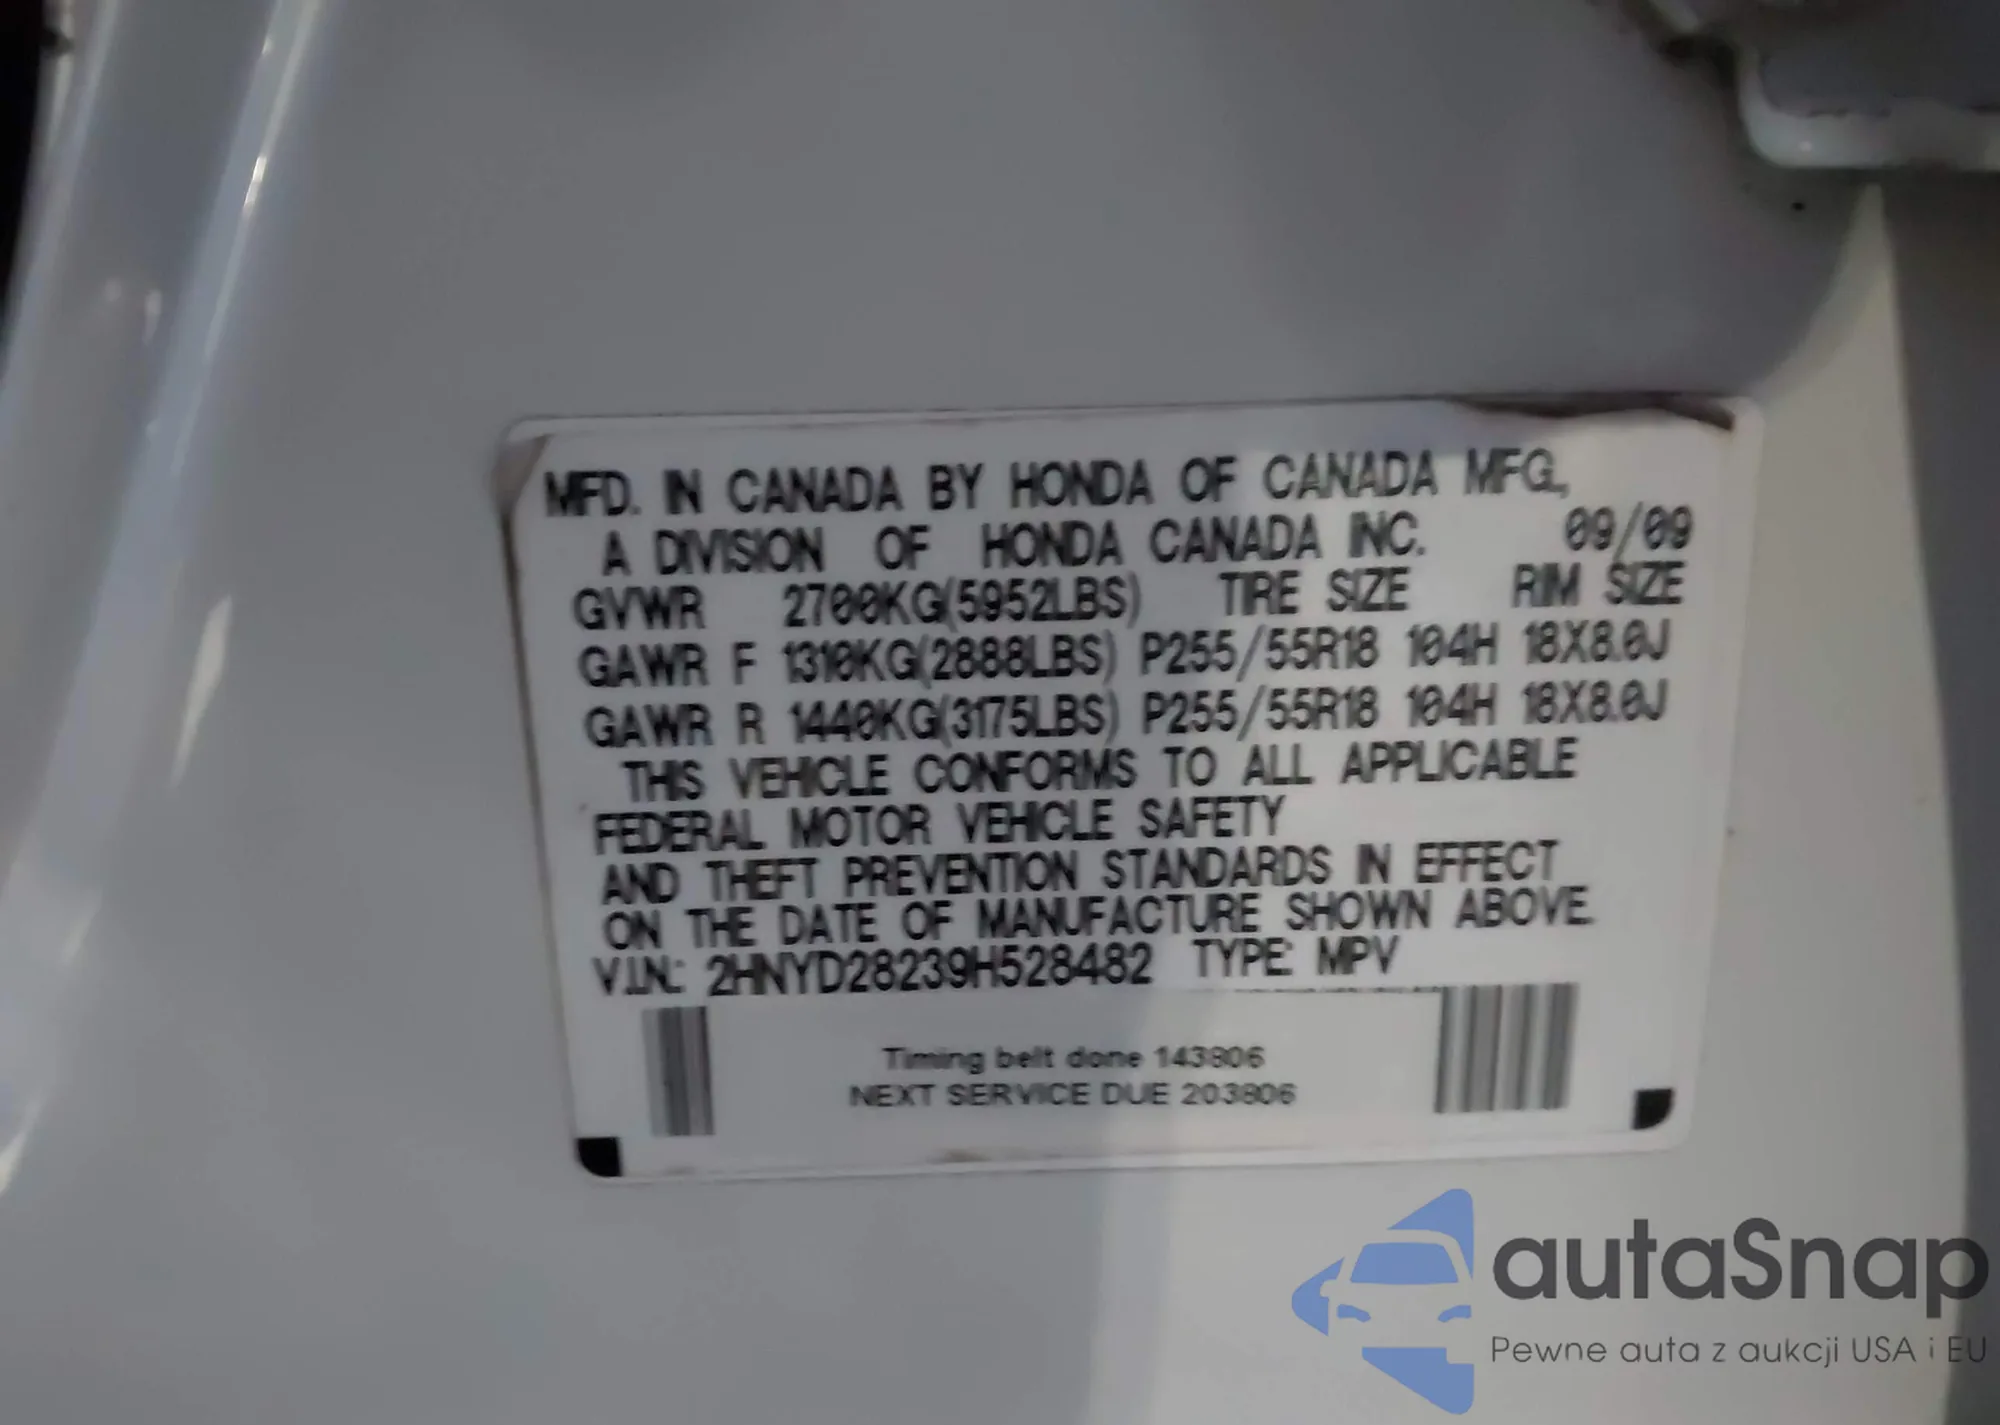 MFD. IN CANADA BY HONDA OF CANADA MFG.,
A DIVISION OF HONDA CANADA INC. 09/09
GVWR 2700KG(5952LBS) TIRE SIZE RIM SIZE
GAWR F 1310KG(2888LBS) P255/55R18 104H 18X8.0J
GAWR R 1440KG(3175LBS) P255/55R18 104H 18X8.0J
THIS VEHICLE CONFORMS TO ALL APPLICABLE
FEDERAL MOTOR VEHICLE SAFETY
AND THEFT PREVENTION STANDARDS IN EFFECT
ON THE DATE OF MANUFACTURE SHOWN ABOVE.
V.I.N.: 2HNYD28239H528482 TYPE: MPV
Timing belt done 143806
NEXT SERVICE DUE 203806
autaSnap
Pewne auta z aukcji USA i EU